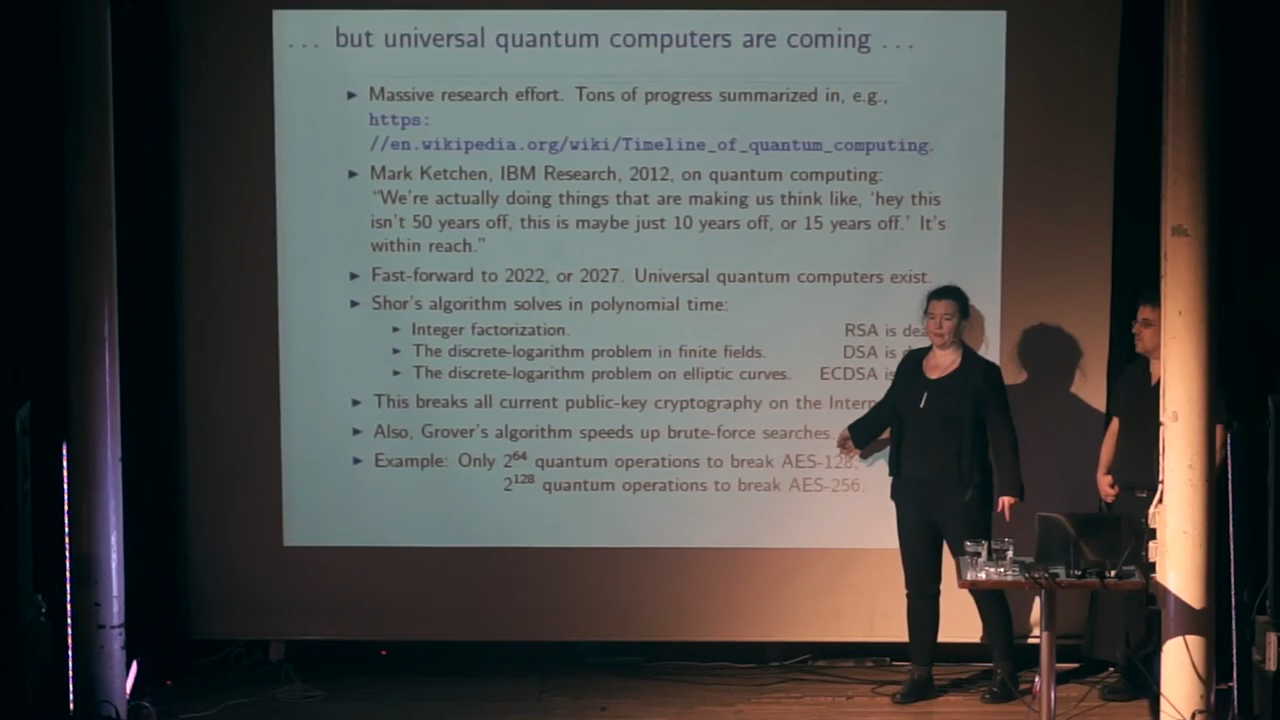 ... but universal quantum computers are coming ...
▶ Massive research effort. Tons of progress summarized in, e.g.,
https:
//en.wikipedia.org/wiki/Timeline_of_quantum_computing.
▶ Mark Ketchen, IBM Research, 2012, on quantum computing:
“We’re actually doing things that are making us think like, ‘hey this
isn’t 50 years off, this is maybe just 10 years off, or 15 years off.’ It’s
within reach.”
▶ Fast-forward to 2022, or 2027. Universal quantum computers exist.
▶ Shor’s algorithm solves in polynomial time:
▶ Integer factorization. RSA is
▶ The discrete-logarithm problem in finite fields. DSA is
▶ The discrete-logarithm problem on elliptic curves. ECDSA is
▶ This breaks all current public-key cryptography on the
▶ Also, Grover’s algorithm speeds up brute-force searches.
▶ Example: Only 2⁶⁴ quantum operations to break AES-128;
2¹²⁸ quantum operations to break AES-256.